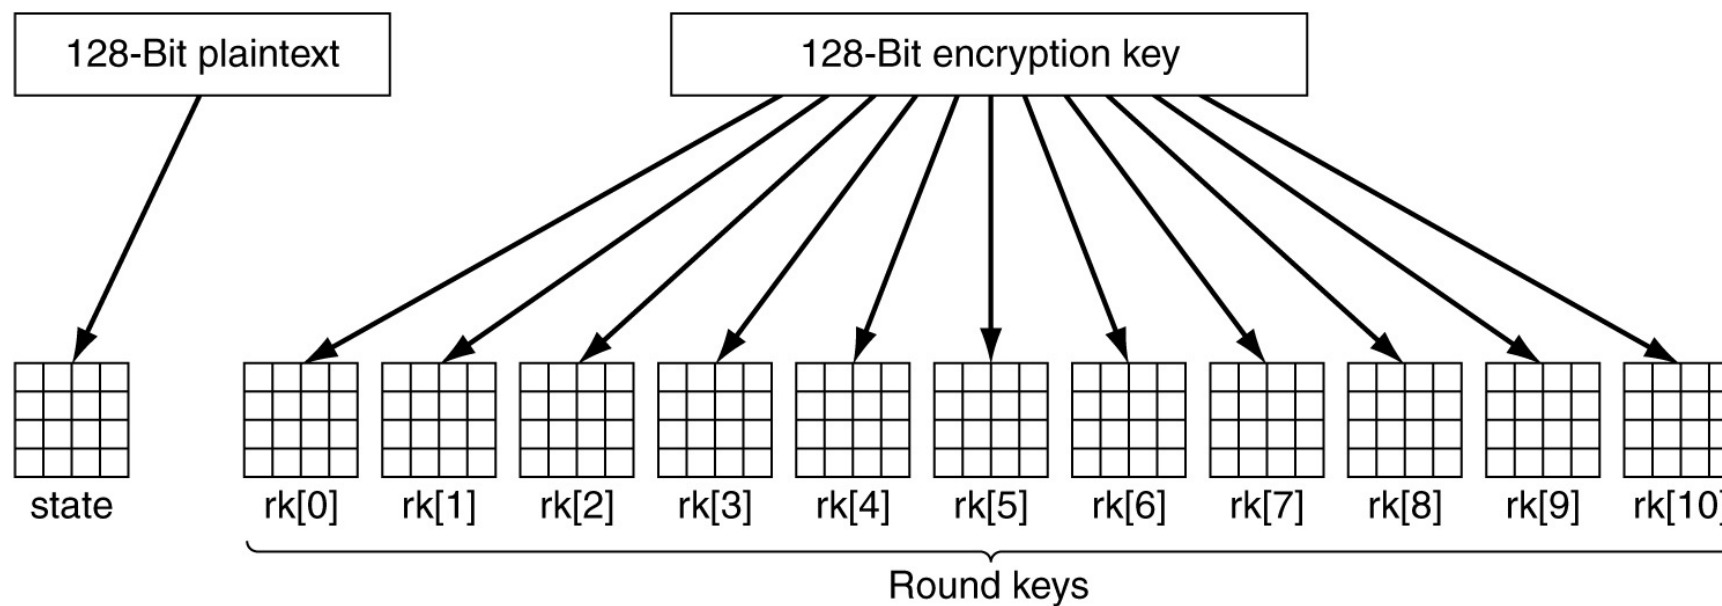 128-Bit plaintext
128-Bit encryption key
state
rk[0]
rk[1]
rk[2]
rk[3]
rk[4]
rk[5]
rk[6]
rk[7]
rk[8]
rk[9]
rk[10]
Round keys